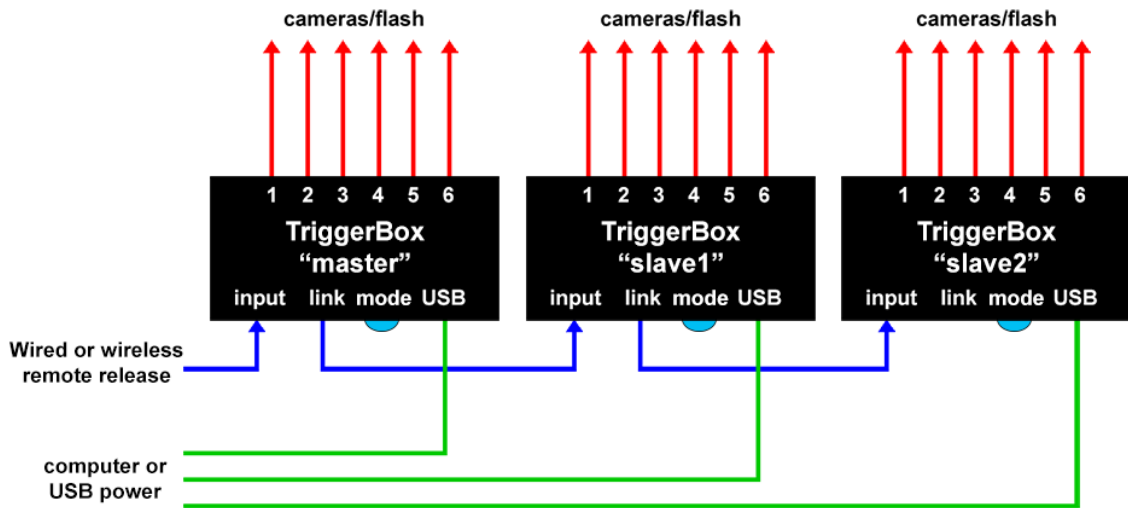 cameras/flash
cameras/flash
cameras/flash
1 2 3 4 5 6
TriggerBox
“master”
input link mode USB
1 2 3 4 5 6
TriggerBox
“slave1”
input link mode USB
1 2 3 4 5 6
TriggerBox
“slave2”
input link mode USB
Wired or wireless
remote release
computer or
USB power